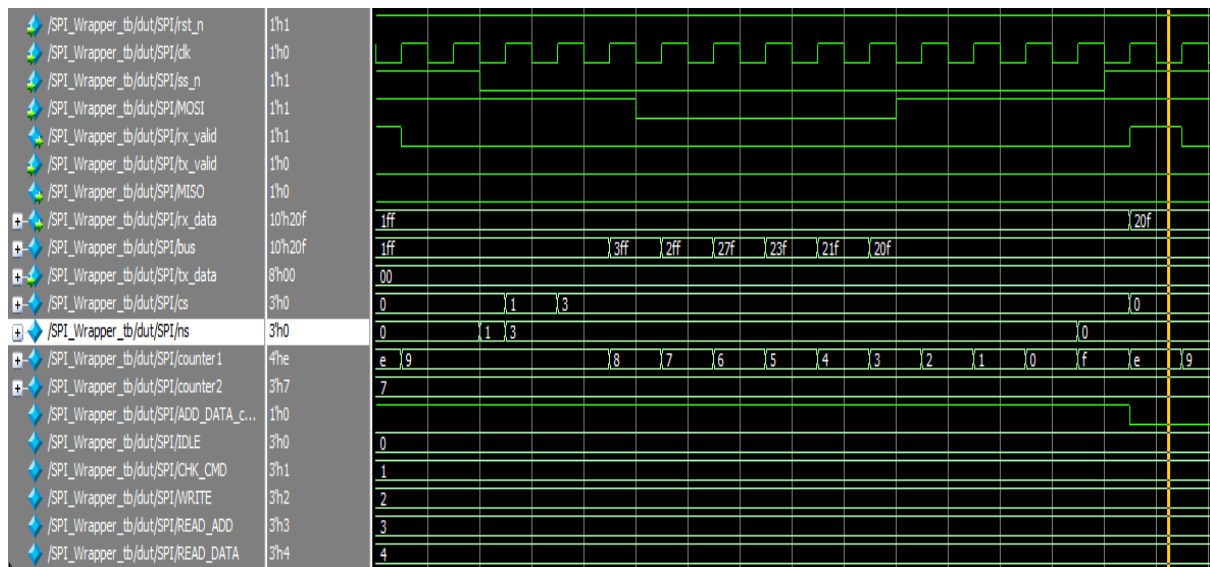 /SPI_Wrapper_tb/dut/SPI/rst_n 1'h1
/SPI_Wrapper_tb/dut/SPI/clk 1'h0
/SPI_Wrapper_tb/dut/SPI/ss_n 1'h1
/SPI_Wrapper_tb/dut/SPI/MOSI 1'h1
/SPI_Wrapper_tb/dut/SPI/rx_valid 1'h1
/SPI_Wrapper_tb/dut/SPI/tx_valid 1'h0
/SPI_Wrapper_tb/dut/SPI/MISO 1'h0
/SPI_Wrapper_tb/dut/SPI/rx_data 10'h20f 1ff 20f
/SPI_Wrapper_tb/dut/SPI/bus 10'h20f 1ff 3ff 2ff 27f 23f 21f 20f
/SPI_Wrapper_tb/dut/SPI/tx_data 8'h00 00
/SPI_Wrapper_tb/dut/SPI/cs 3'h0 0 1 3 0
/SPI_Wrapper_tb/dut/SPI/ns 3'h0 0 1 3 0
/SPI_Wrapper_tb/dut/SPI/counter1 4'he e 9 8 7 6 5 4 3 2 1 0 f e 9
/SPI_Wrapper_tb/dut/SPI/counter2 3'h7 7
/SPI_Wrapper_tb/dut/SPI/ADD_DATA_c... 1'h0
/SPI_Wrapper_tb/dut/SPI/IDLE 3'h0 0
/SPI_Wrapper_tb/dut/SPI/CHK_CMD 3'h1 1
/SPI_Wrapper_tb/dut/SPI/WRITE 3'h2 2
/SPI_Wrapper_tb/dut/SPI/READ_ADD 3'h3 3
/SPI_Wrapper_tb/dut/SPI/READ_DATA 3'h4 4